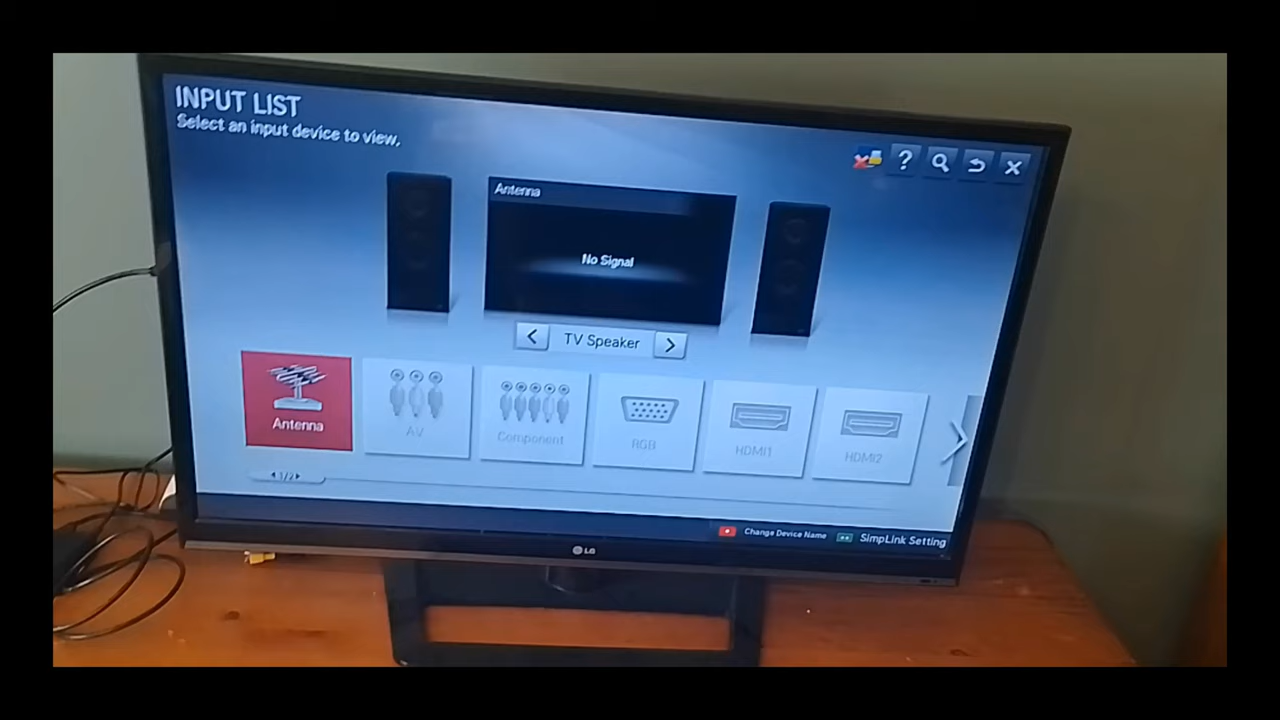 INPUT LIST
Select an input device to view.
Antenna
No Signal
TV Speaker
Antenna
AV
Component
RGB
HDMI1
HDMI2
1/2
Change Device Name
SimpLink Setting
LG